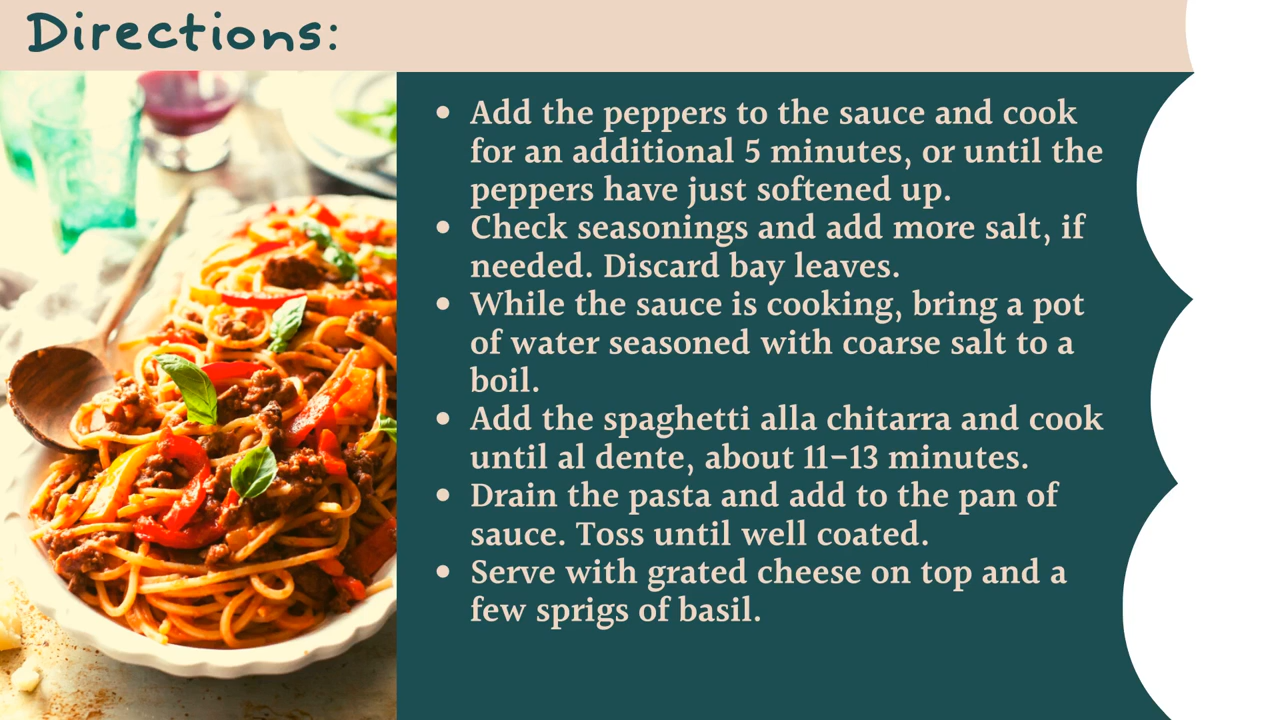 Directions:
• Add the peppers to the sauce and cook
for an additional 5 minutes, or until the
peppers have just softened up.
• Check seasonings and add more salt, if
needed. Discard bay leaves.
• While the sauce is cooking, bring a pot
of water seasoned with coarse salt to a
boil.
• Add the spaghetti alla chitarra and cook
until al dente, about 11–13 minutes.
• Drain the pasta and add to the pan of
sauce. Toss until well coated.
• Serve with grated cheese on top and a
few sprigs of basil.